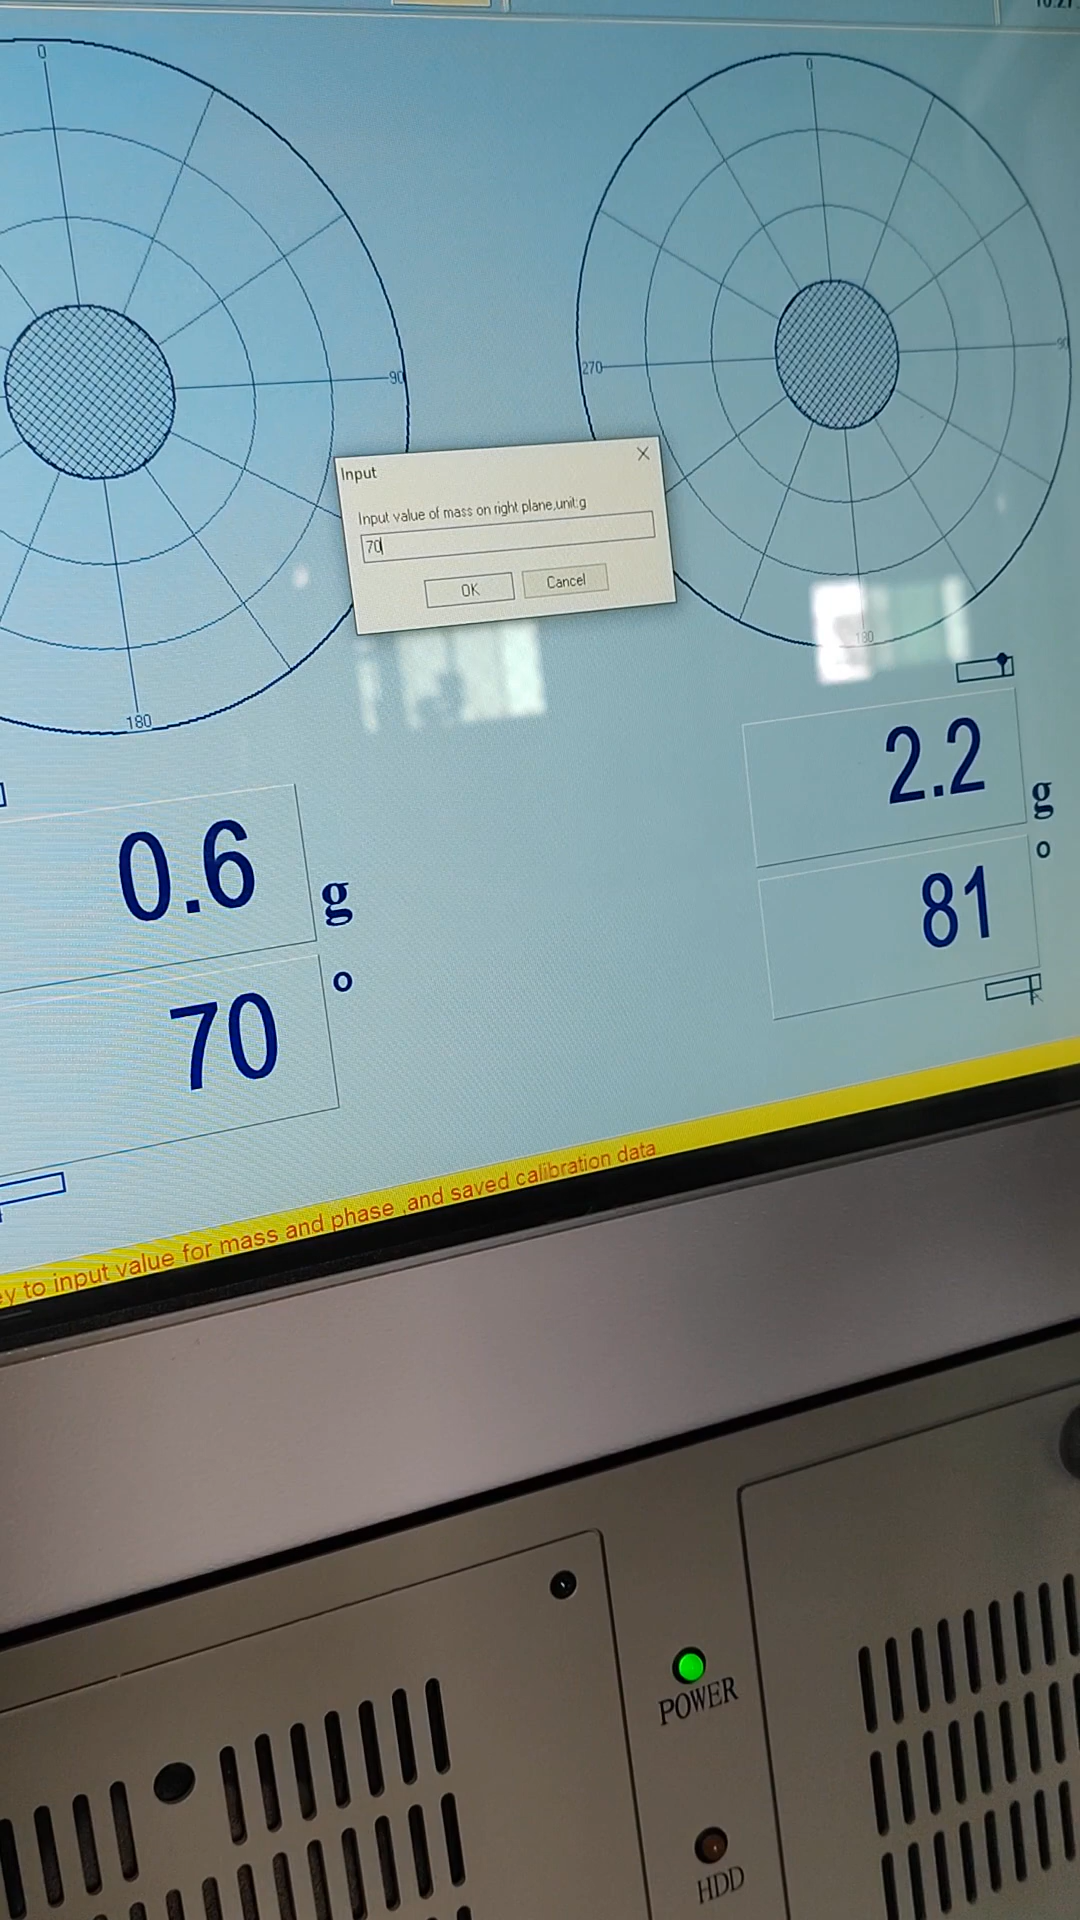 0
0
90
270
90
Input
Input value of mass on right plane,unit:g
70
OK
Cancel
180
180
2.2
g
81
o
0.6
g
70
o
to input value for mass and phase ,and saved calibration data
POWER
HDD